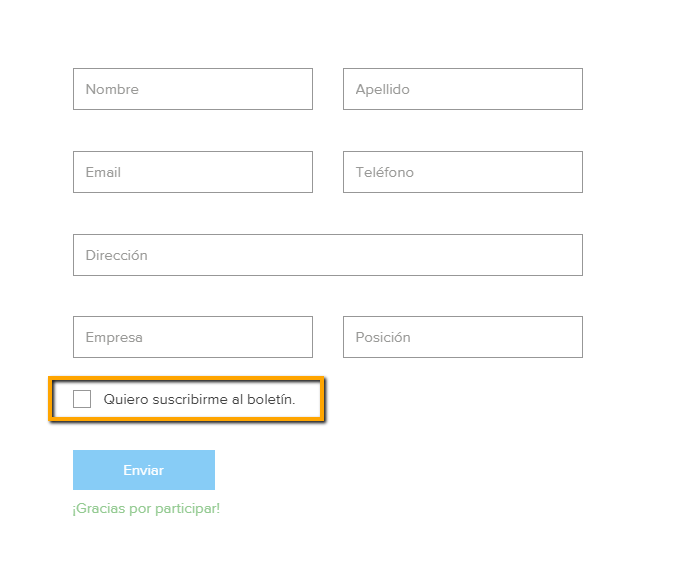 Nombre
Apellido
Email
Teléfono
Dirección
Empresa
Posición
Quiero suscribirme al boletín.
Enviar
¡Gracias por participar!